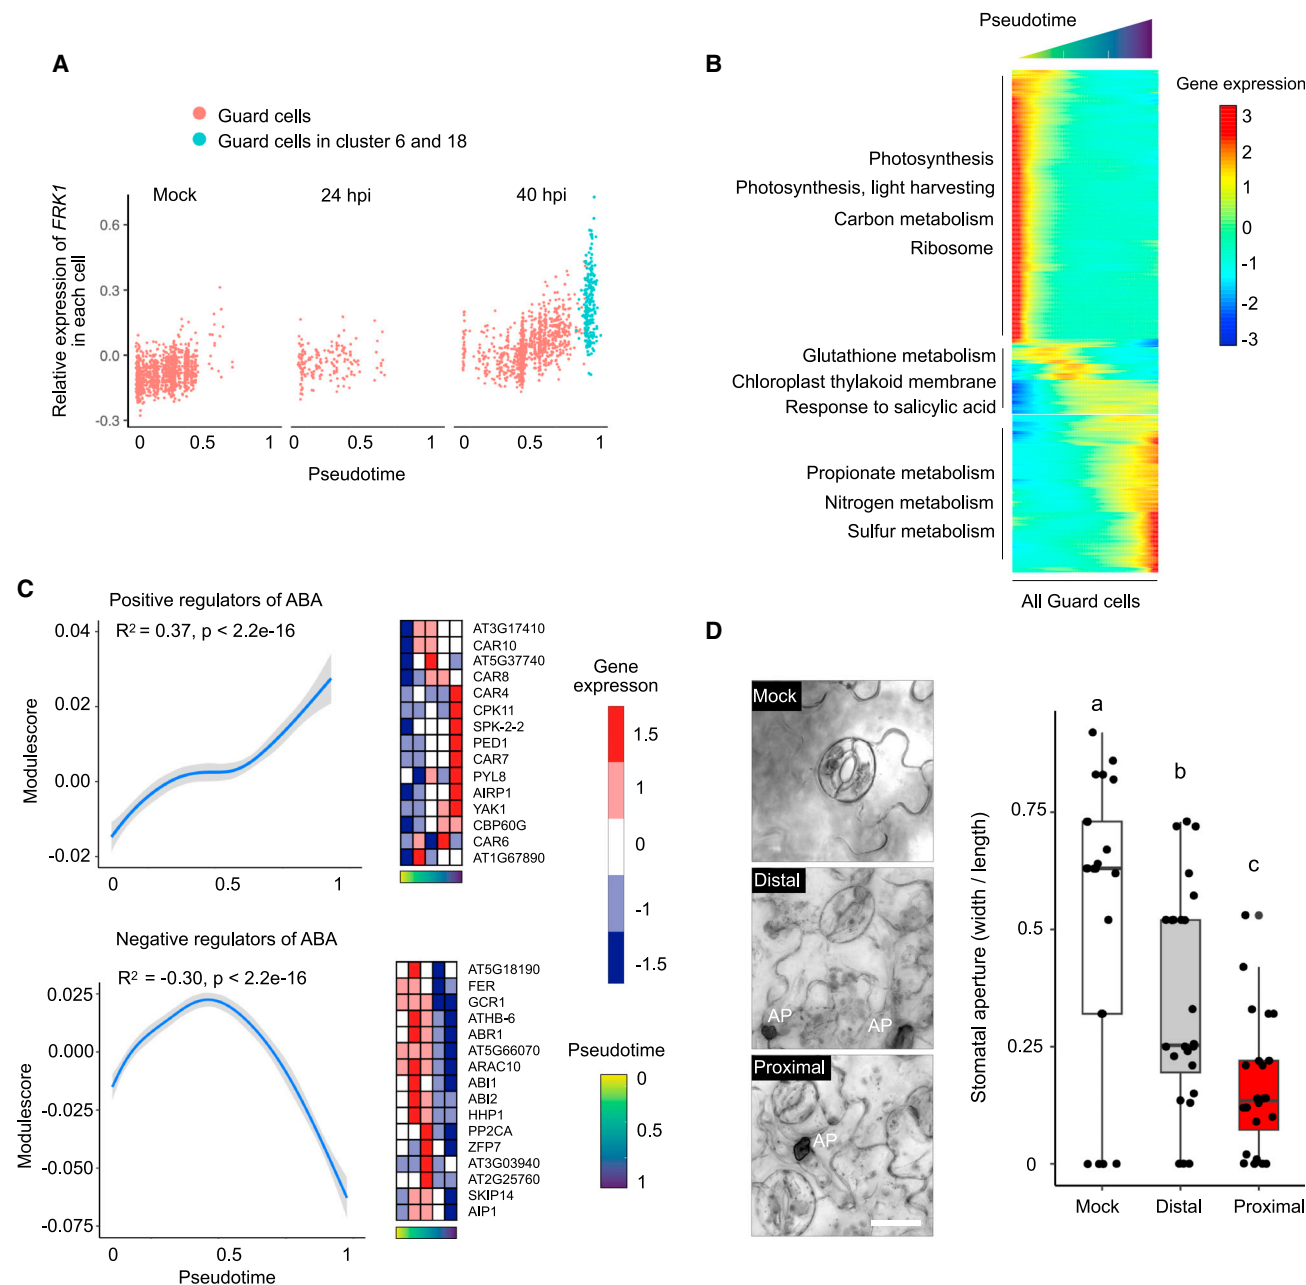 A
Guard cells
Guard cells in cluster 6 and 18
Mock
24 hpi
40 hpi
Relative expression of FRK1
in each cell
0.6
0.3
0.0
-0.3
0
0.5
1
0
0.5
1
0
0.5
1
Pseudotime
B
Pseudotime
Gene expression
3
2
1
0
-1
-2
-3
Photosynthesis
Photosynthesis, light harvesting
Carbon metabolism
Ribosome
Glutathione metabolism
Chloroplast thylakoid membrane
Response to salicylic acid
Propionate metabolism
Nitrogen metabolism
Sulfur metabolism
All Guard cells
C
Positive regulators of ABA
R² = 0.37, p < 2.2e-16
Modulescore
0.04
0.02
0.00
-0.02
0
0.5
1
AT3G17410
CAR10
AT5G37740
CAR8
CAR4
CPK11
SPK-2-2
PED1
CAR7
PYL8
AIRP1
YAK1
CBP60G
CAR6
AT1G67890
Gene
expresson
1.5
1
0
-1
-1.5
Negative regulators of ABA
R² = -0.30, p < 2.2e-16
Modulescore
0.025
0.000
-0.025
-0.050
-0.075
0
0.5
1
Pseudotime
AT5G18190
FER
GCR1
ATHB-6
ABR1
AT5G66070
ARAC10
ABI1
ABI2
HHP1
PP2CA
ZFP7
AT3G03940
AT2G25760
SKIP14
AIP1
Pseudotime
0
0.5
1
D
Mock
Distal
AP
AP
Proximal
AP
Stomatal aperture (width / length)
0.75
0.5
0.25
0
a
b
c
Mock
Distal
Proximal